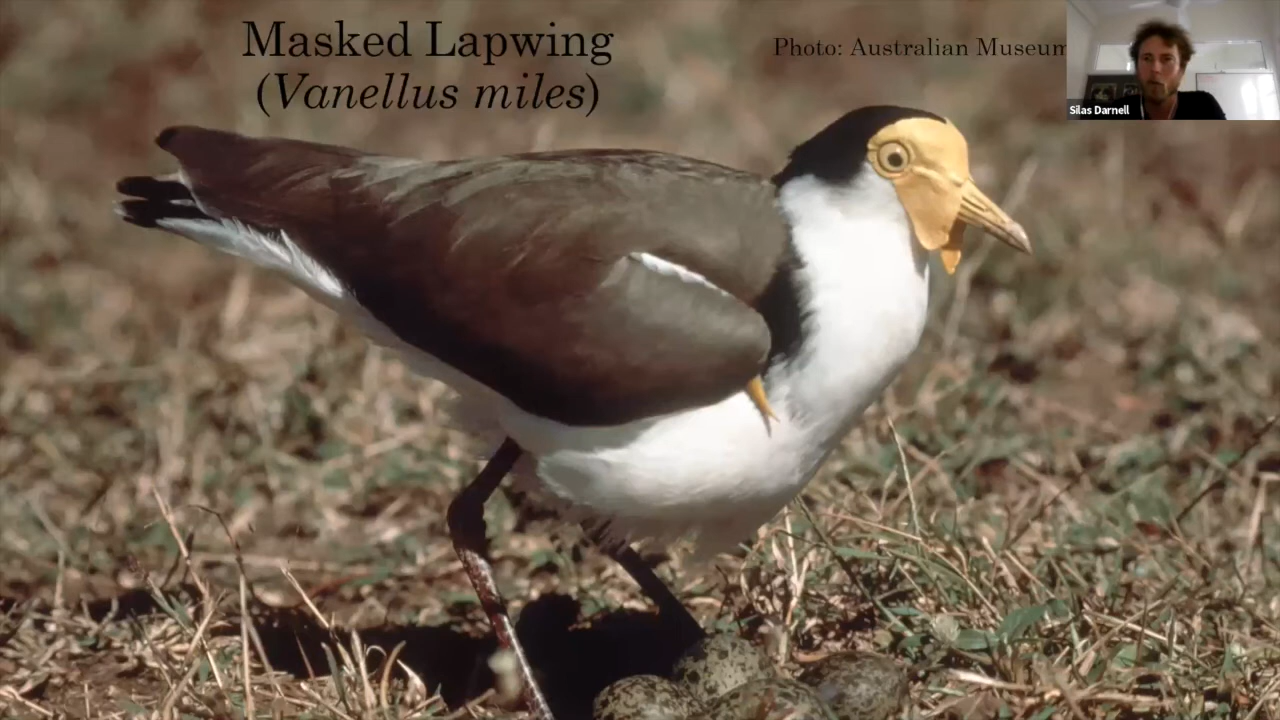 Masked Lapwing
(Vanellus miles)
Photo: Australian Museum
Silas Darnell